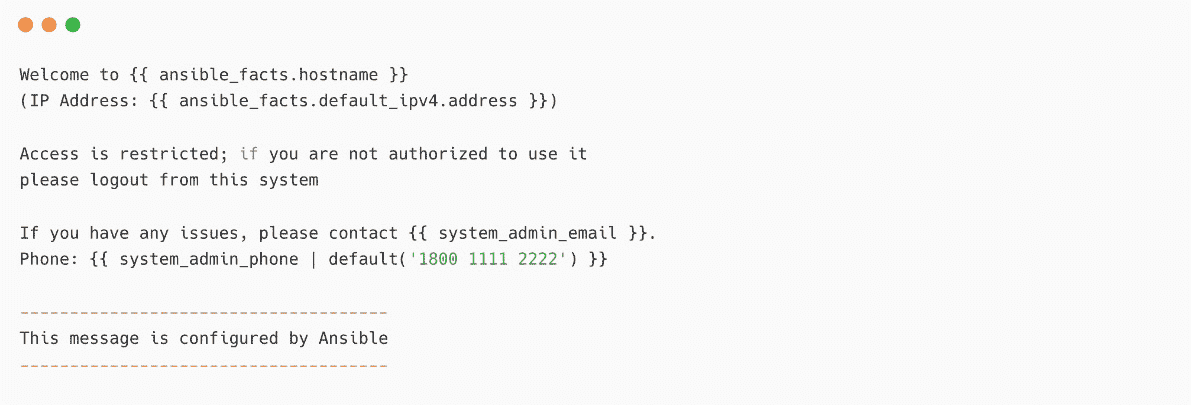 Welcome to {{ ansible_facts.hostname }}
(IP Address: {{ ansible_facts.default_ipv4.address }})
Access is restricted; if you are not authorized to use it
please logout from this system
If you have any issues, please contact {{ system_admin_email }}.
Phone: {{ system_admin_phone | default('1800 1111 2222') }}
-------------------------------------
This message is configured by Ansible
-------------------------------------